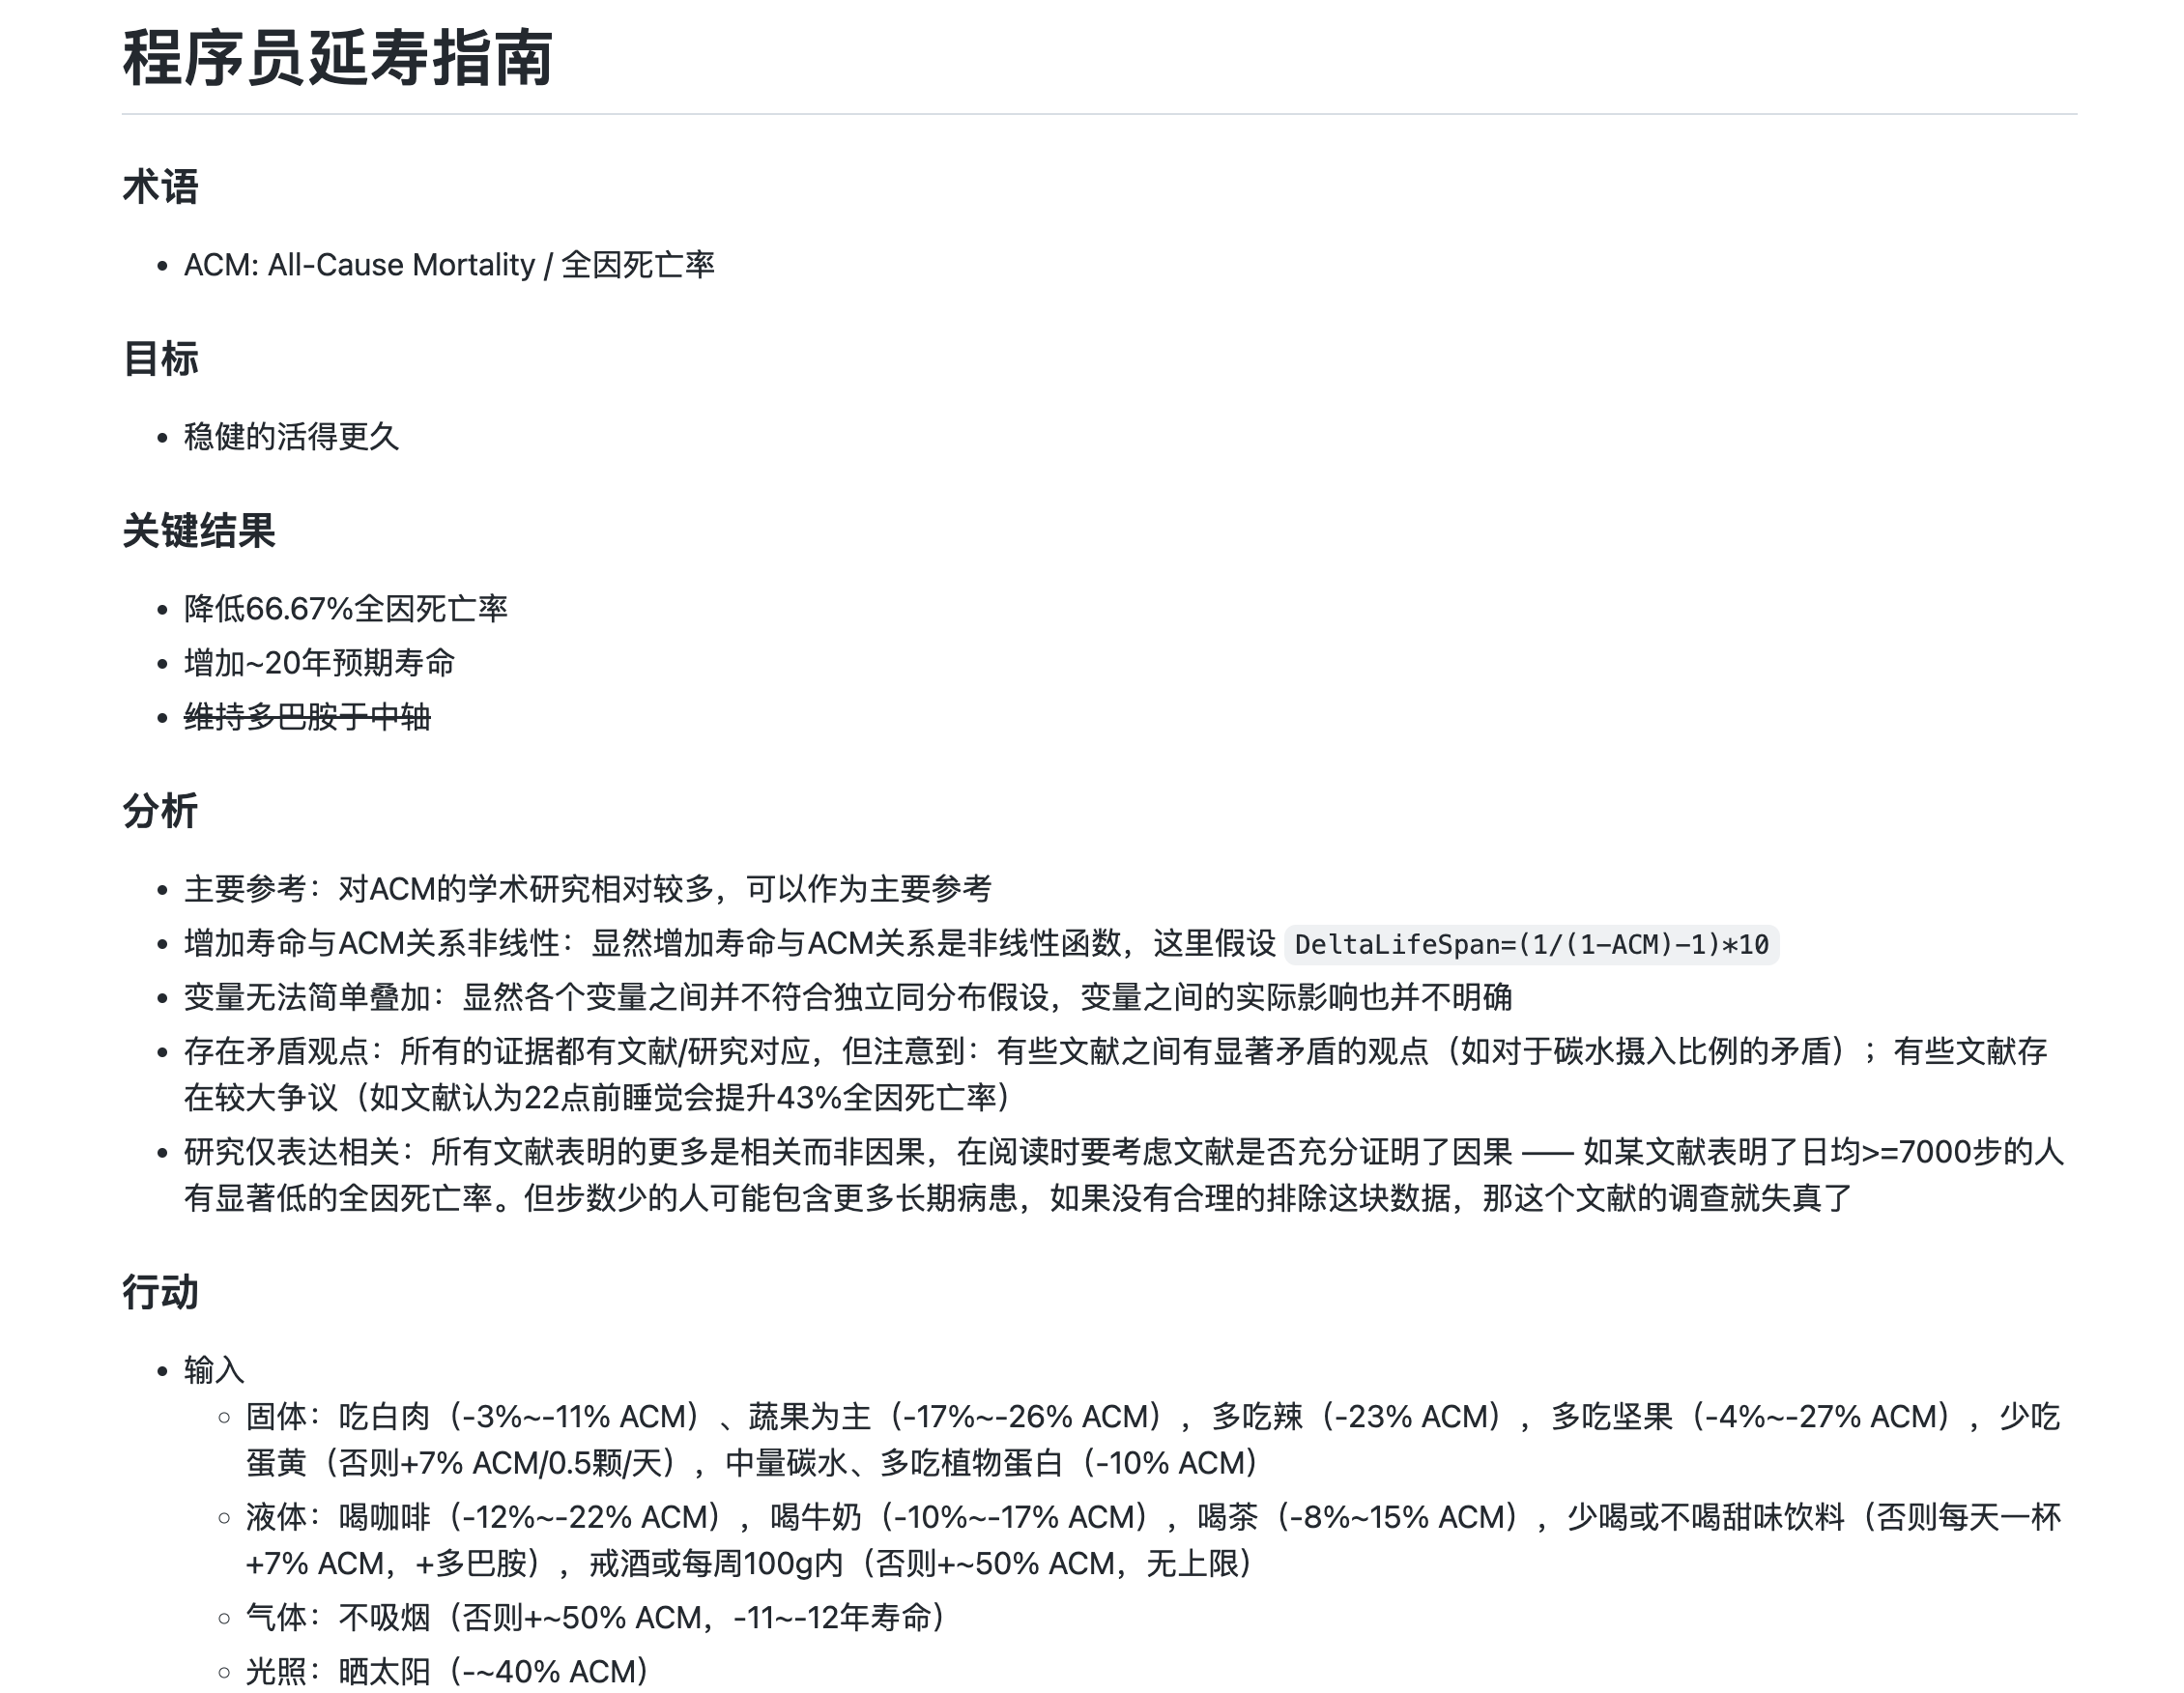 程序员延寿指南
术语
ACM: All-Cause Mortality / 全因死亡率
目标
稳健的活得更久
关键结果
降低66.67%全因死亡率
增加~20年预期寿命
维持多巴胺于中轴
分析
主要参考：对ACM的学术研究相对较多，可以作为主要参考
增加寿命与ACM关系非线性：显然增加寿命与ACM关系是非线性函数，这里假设 DeltaLifeSpan=(1/(1-ACM)-1)*10
变量无法简单叠加：显然各个变量之间并不符合独立同分布假设，变量之间的实际影响也并不明确
存在矛盾观点：所有的证据都有文献/研究对应，但注意到：有些文献之间有显著矛盾的观点（如对于碳水摄入比例的矛盾）；有些文献存
在较大争议（如文献认为22点前睡觉会提升43%全因死亡率）
研究仅表达相关：所有文献表明的更多是相关而非因果，在阅读时要考虑文献是否充分证明了因果 —— 如某文献表明了日均>=7000步的人
有显著低的全因死亡率。但步数少的人可能包含更多长期病患，如果没有合理的排除这块数据，那这个文献的调查就失真了
行动
输入
固体：吃白肉（-3%~-11% ACM）、蔬果为主（-17%~-26% ACM），多吃辣（-23% ACM），多吃坚果（-4%~-27% ACM），少吃
蛋黄（否则+7% ACM/0.5颗/天），中量碳水、多吃植物蛋白（-10% ACM）
液体：喝咖啡（-12%~-22% ACM），喝牛奶（-10%~-17% ACM），喝茶（-8%~15% ACM），少喝或不喝甜味饮料（否则每天一杯
+7% ACM，+多巴胺），戒酒或每周100g内（否则+~50% ACM，无上限）
气体：不吸烟（否则+~50% ACM，-11~-12年寿命）
光照：晒太阳（-~40% ACM）